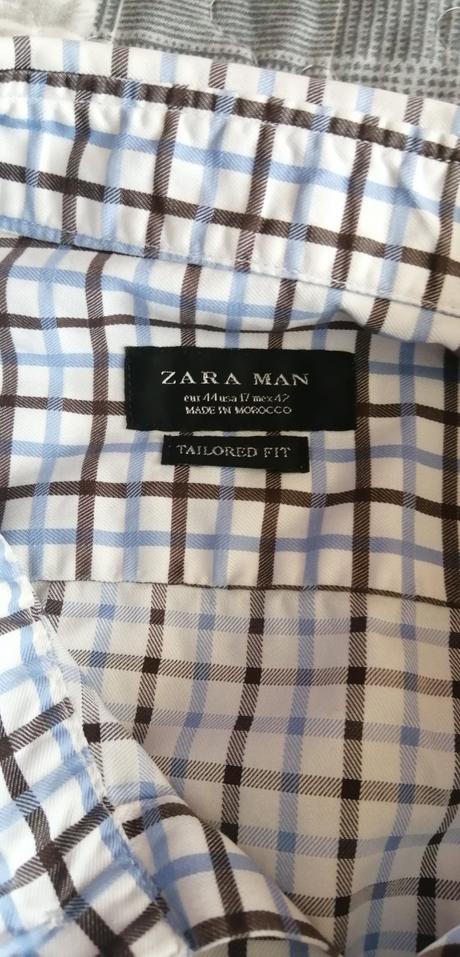 ZARA MAN
eur 44 usa 17 mex 42
MADE IN MOROCCO
TAILORED FIT